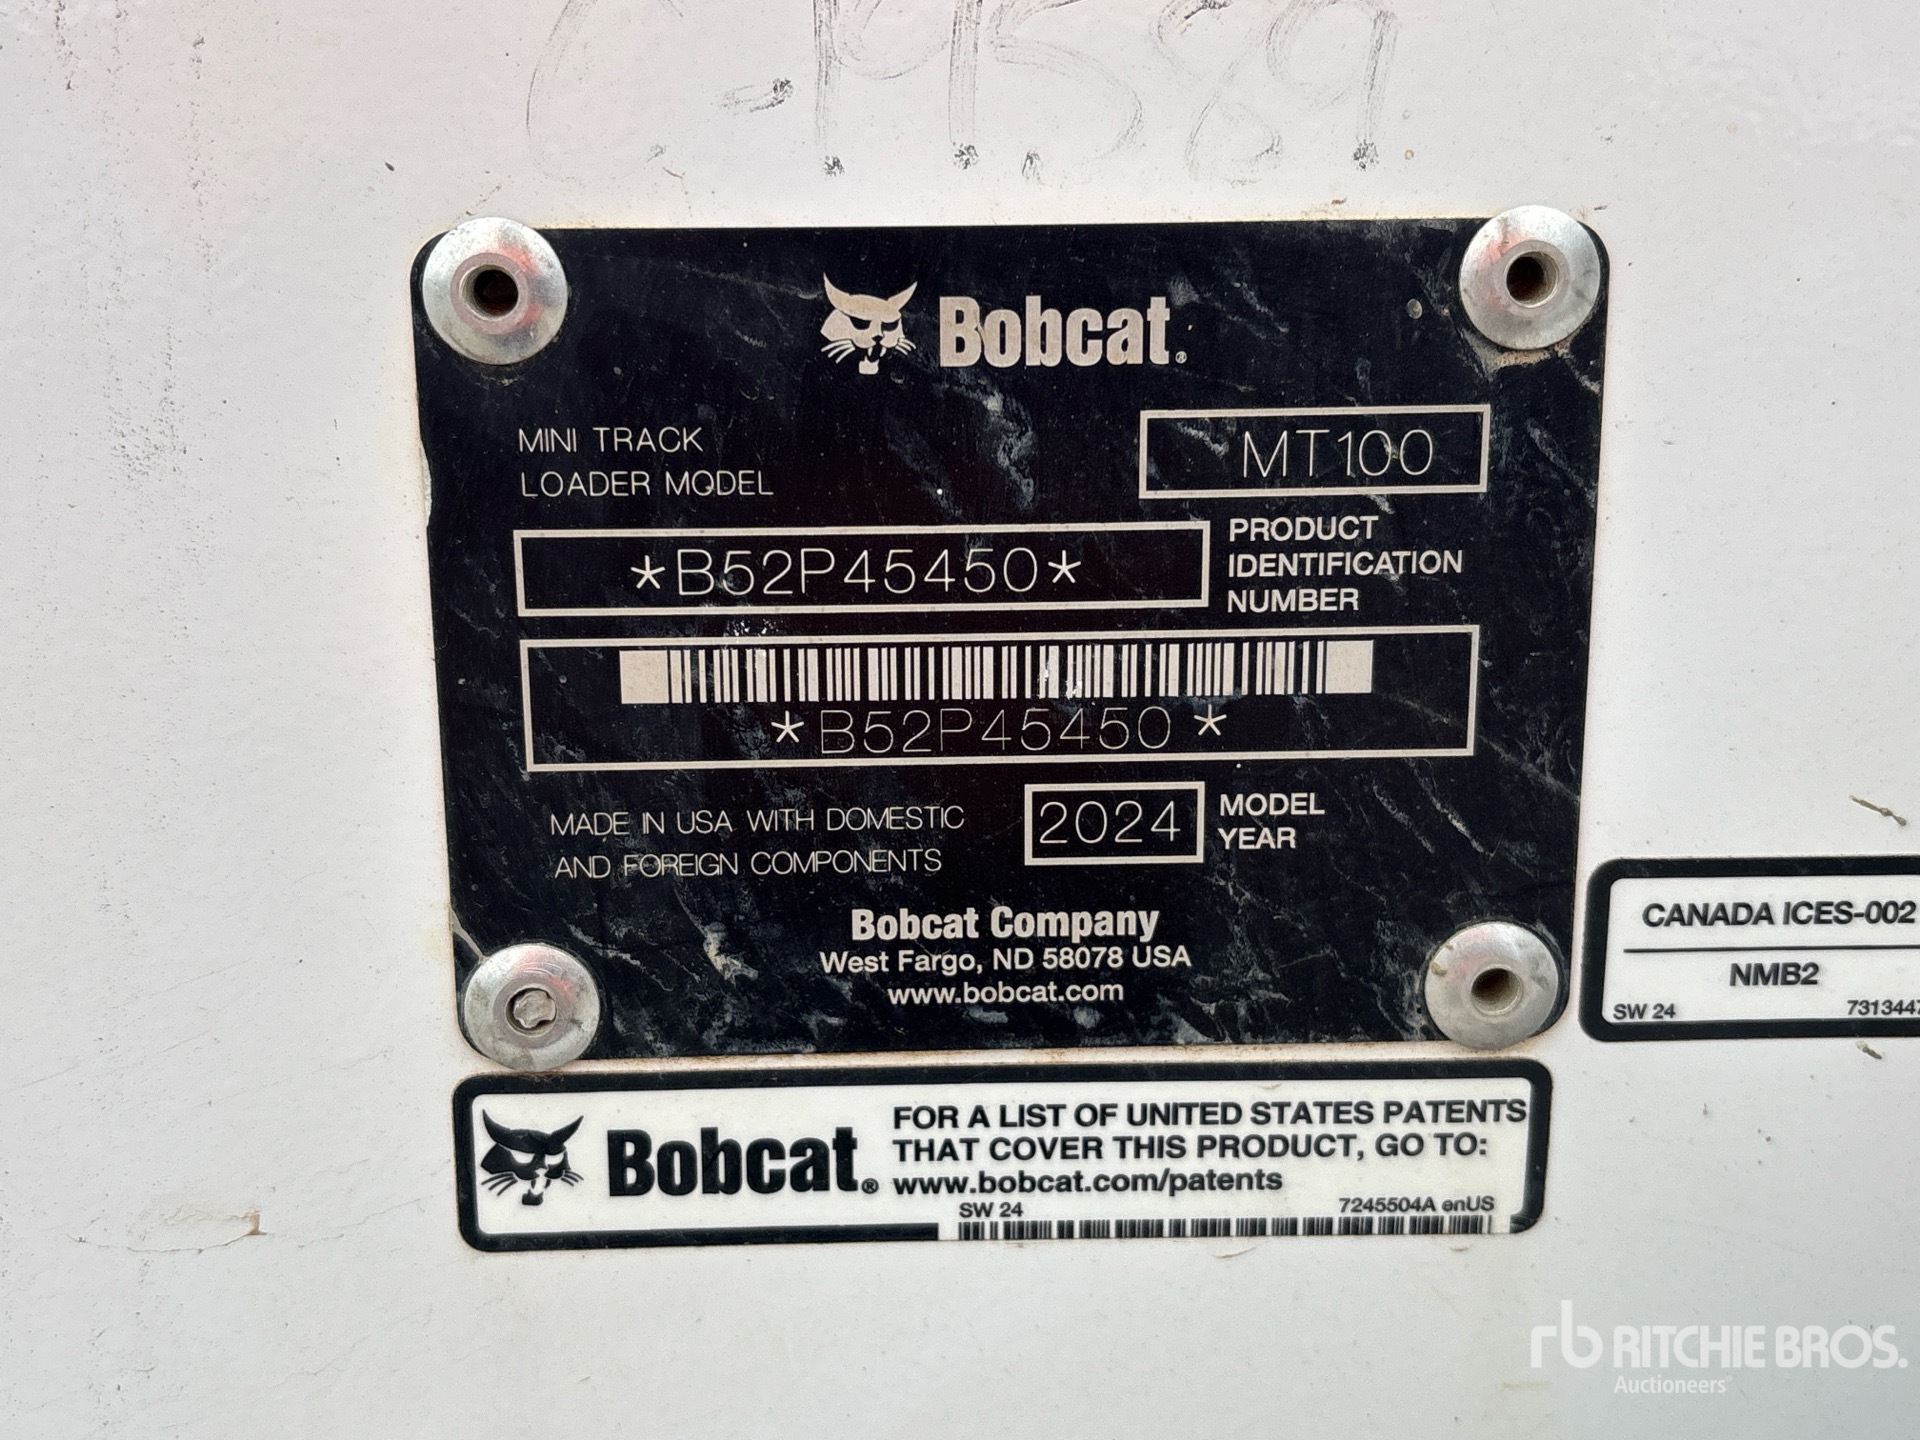 Bobcat®
MINI TRACK
LOADER MODEL
MT100
*B52P45450*
PRODUCT
IDENTIFICATION
NUMBER
*B52P45450*
MADE IN USA WITH DOMESTIC
AND FOREIGN COMPONENTS
2024
MODEL
YEAR
Bobcat Company
West Fargo, ND 58078 USA
www.bobcat.com
CANADA ICES-002
NMB2
SW 24
Bobcat®
FOR A LIST OF UNITED STATES PATENTS
THAT COVER THIS PRODUCT, GO TO:
www.bobcat.com/patents
SW 24
7245504A enUS
rb RITCHIE BROS.
Auctioneers